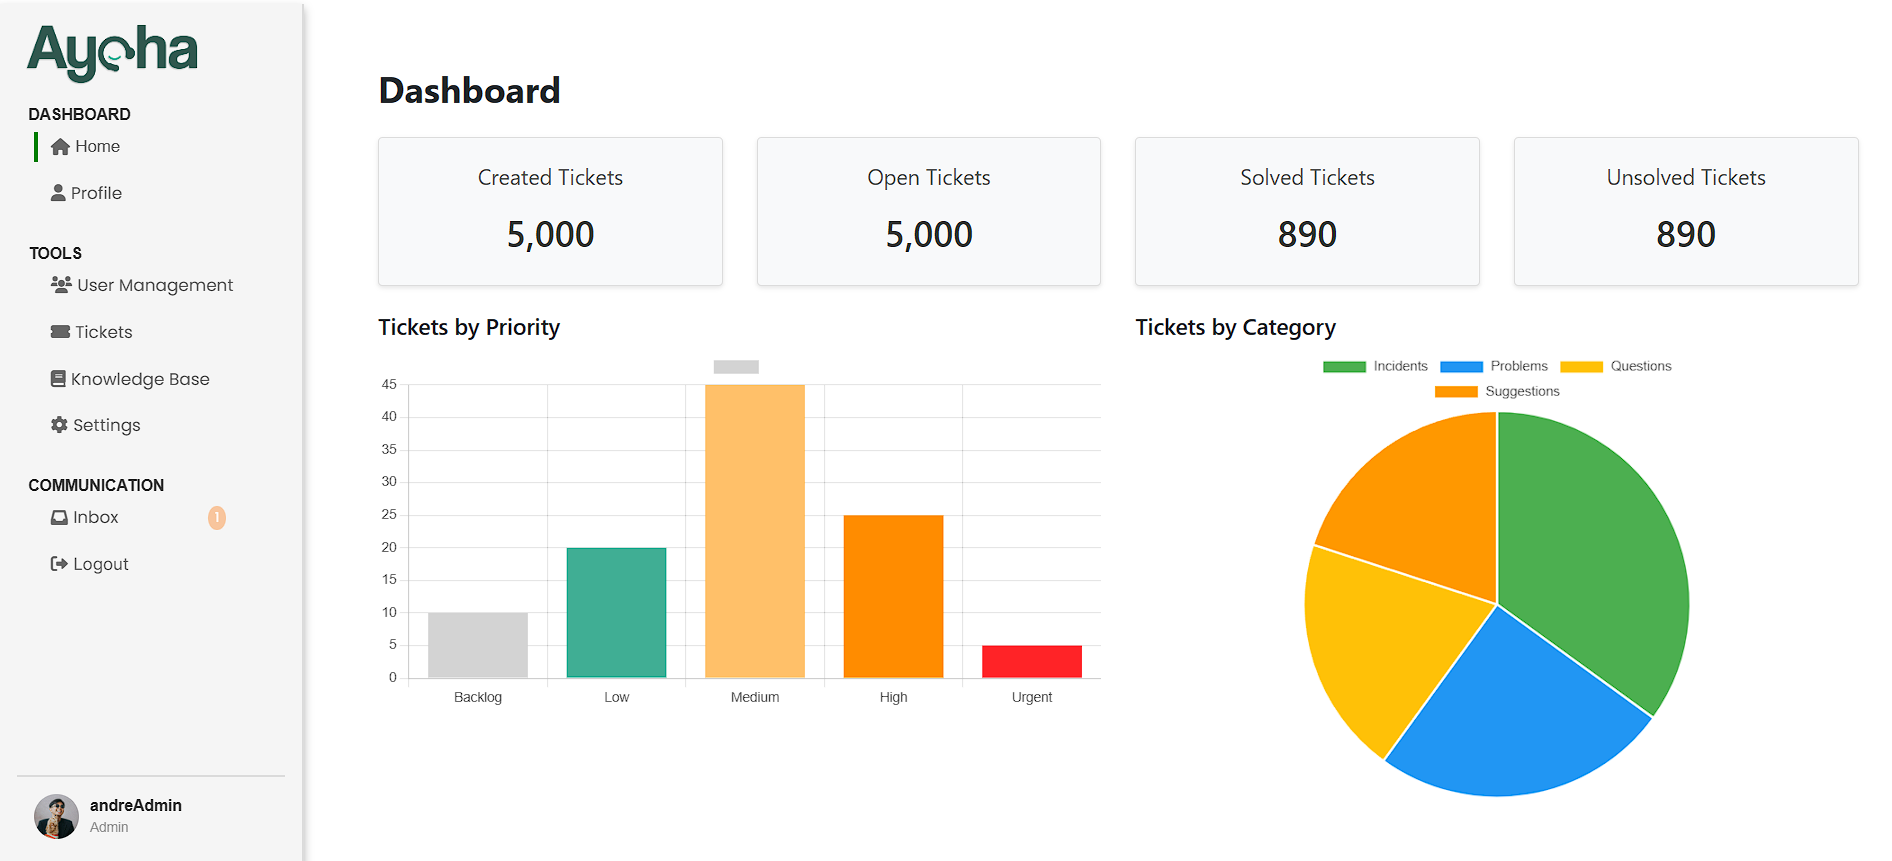 Ayoha
DASHBOARD
Home
Profile
TOOLS
User Management
Tickets
Knowledge Base
Settings
COMMUNICATION
Inbox 1
Logout
andreAdmin
Admin
Dashboard
Created Tickets
5,000
Open Tickets
5,000
Solved Tickets
890
Unsolved Tickets
890
Tickets by Priority
45
40
35
30
25
20
15
10
5
0
Backlog Low Medium High Urgent
Tickets by Category
Incidents Problems Questions
Suggestions